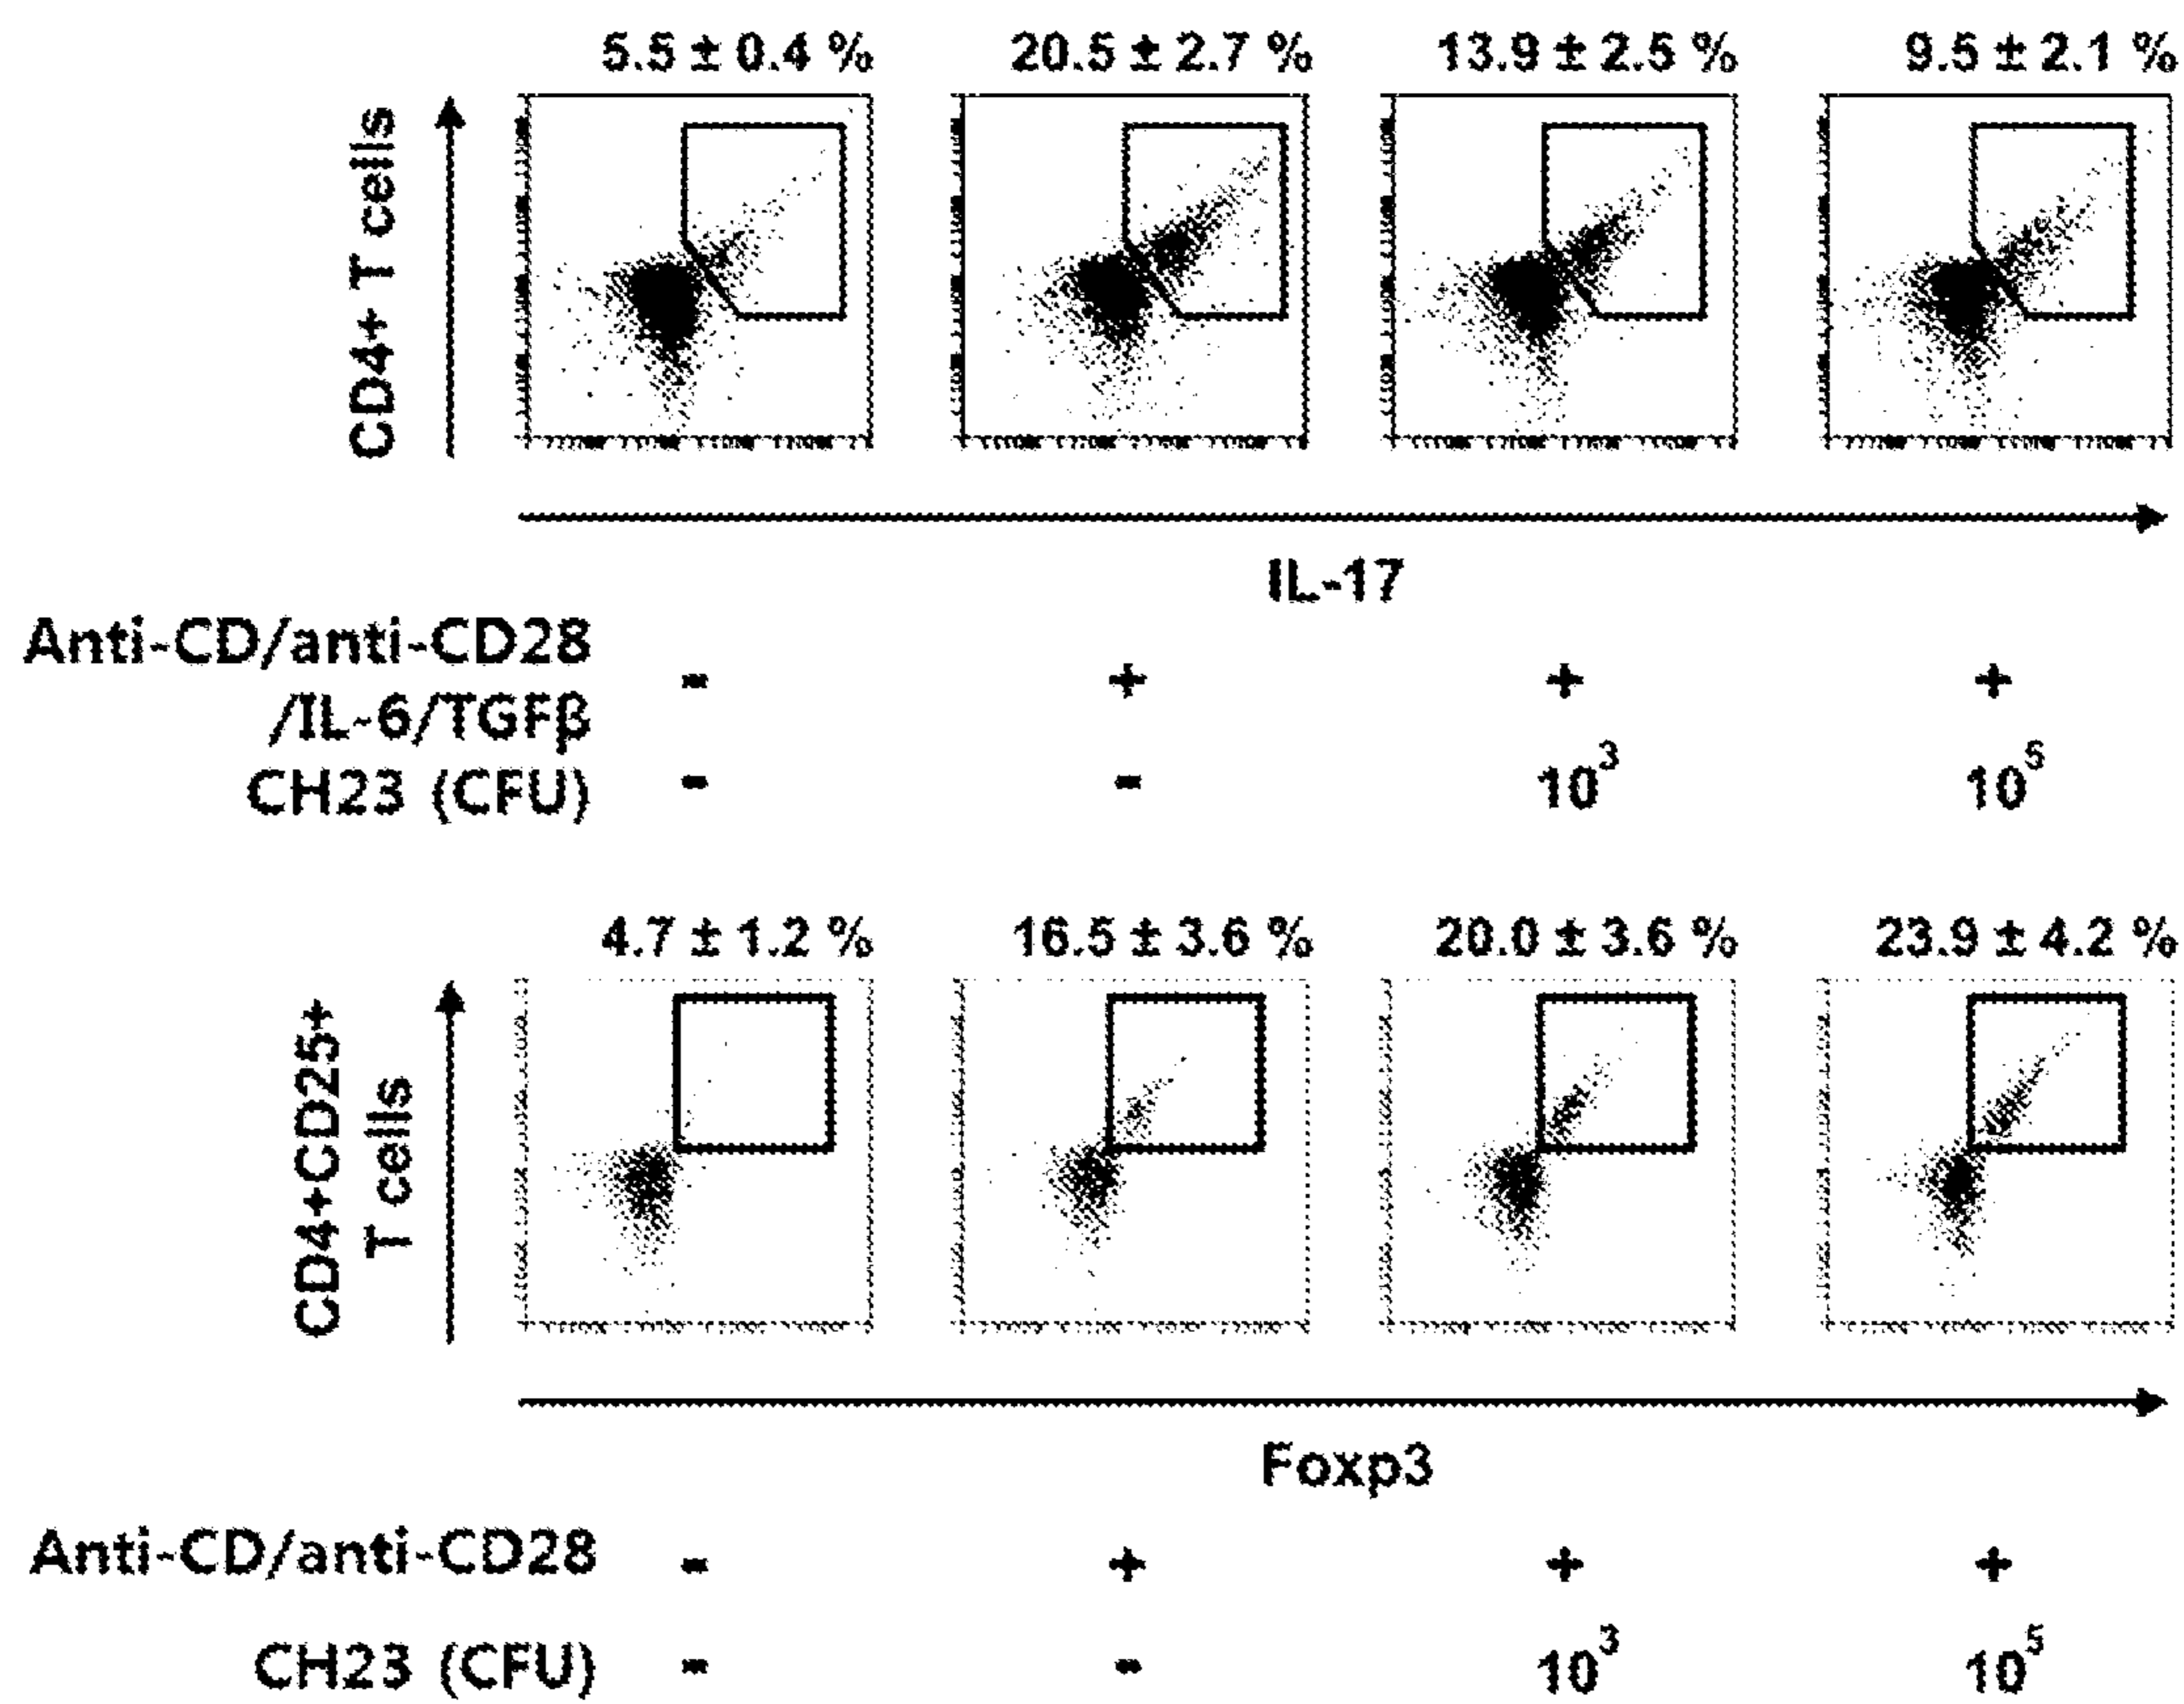 5.5 ± 0.4 % 20.5 ± 2.7 % 13.9 ± 2.5 % 9.5 ± 2.1 %
CD4+ T cells
IL-17
Anti-CD/anti-CD28
/IL-6/TGFβ - + + +
CH23 (CFU) - - 10³ 10⁵
4.7 ± 1.2 % 16.5 ± 3.6 % 20.0 ± 3.6 % 23.9 ± 4.2 %
CD4+CD25+
T cells
Foxp3
Anti-CD/anti-CD28 - + + +
CH23 (CFU) - - 10³ 10⁵